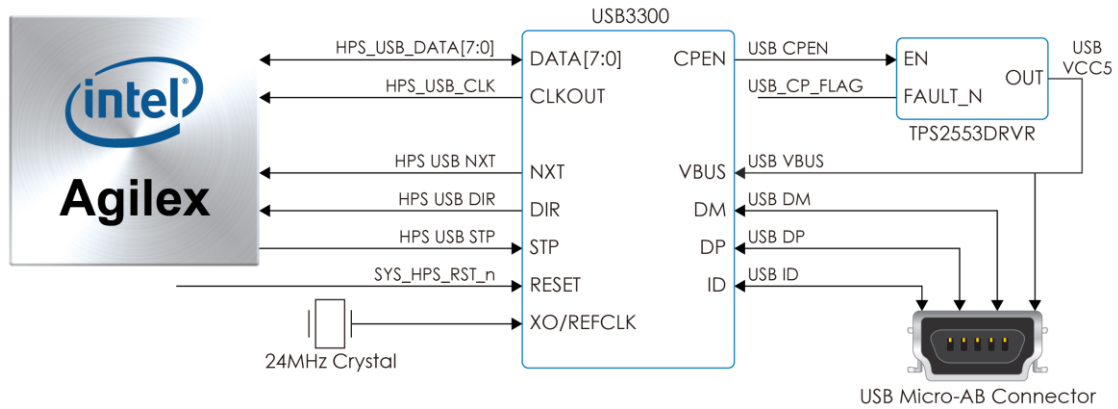 USB3300
HPS_USB_DATA[7:0]
DATA[7:0]
CPEN
USB CPEN
EN
USB
VCC5
HPS_USB_CLK
CLKOUT
USB_CP_FLAG
FAULT_N
OUT
TPS2553DRVR
intel®
Agilex
HPS USB NXT
NXT
VBUS
USB VBUS
HPS USB DIR
DIR
DM
USB DM
HPS USB STP
STP
DP
USB DP
SYS_HPS_RST_n
RESET
ID
USB ID
XO/REFCLK
24MHz Crystal
USB Micro-AB Connector